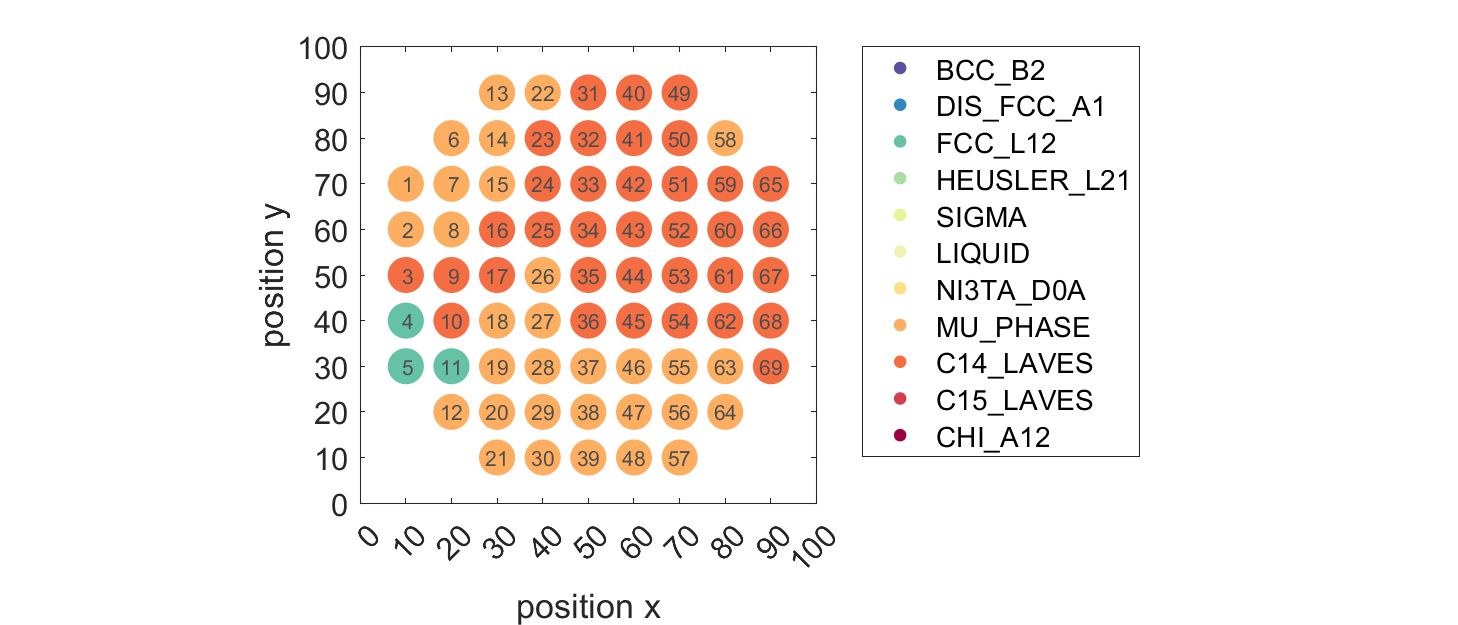 100
90
80
70
60
50
40
30
20
10
0
position y
13 22 31 40 49
6 14 23 32 41 50 58
1 7 15 24 33 42 51 59 65
2 8 16 25 34 43 52 60 66
3 9 17 26 35 44 53 61 67
4 10 18 27 36 45 54 62 68
5 11 19 28 37 46 55 63 69
12 20 29 38 47 56 64
21 30 39 48 57
0 10 20 30 40 50 60 70 80 90 100
position x
BCC_B2
DIS_FCC_A1
FCC_L12
HEUSLER_L21
SIGMA
LIQUID
NI3TA_D0A
MU_PHASE
C14_LAVES
C15_LAVES
CHI_A12